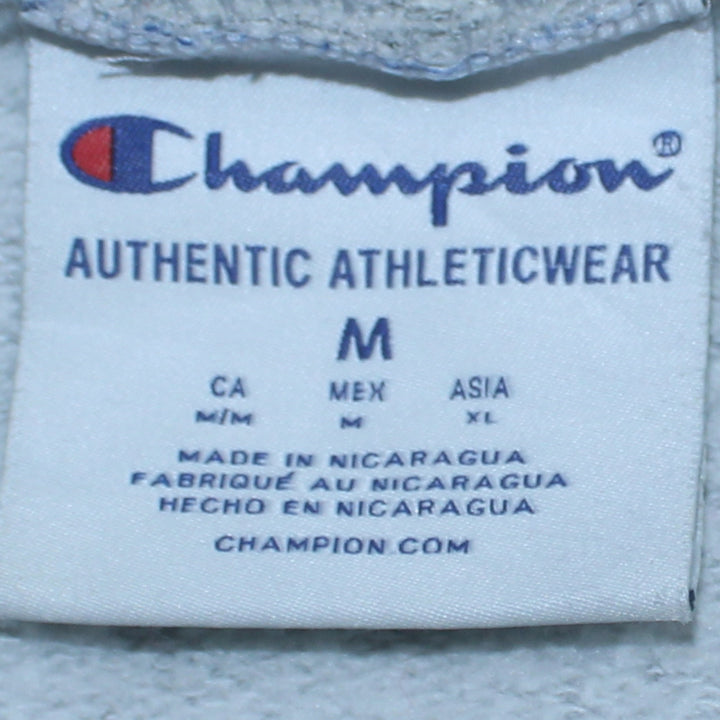 Champion®
AUTHENTIC ATHLETICWEAR
M
CA MEX ASIA
M/M M XL
MADE IN NICARAGUA
FABRIQUÉ AU NICARAGUA
HECHO EN NICARAGUA
CHAMPION.COM